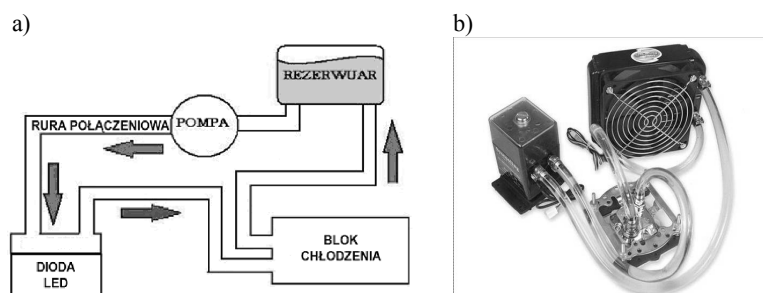 a)
b)
REZERWUAR
RURA POŁĄCZENIOWA
POMPA
BLOK
CHŁODZENIA
DIODA
LED